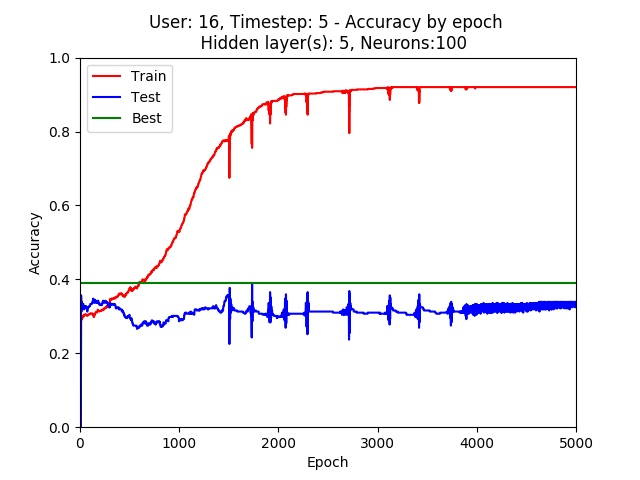 User: 16, Timestep: 5 - Accuracy by epoch
Hidden layer(s): 5, Neurons:100
1.0
Train
Test
Best
0.8
0.6
Accuracy
0.4
0.2
0.0
0 1000 2000 3000 4000 5000
Epoch